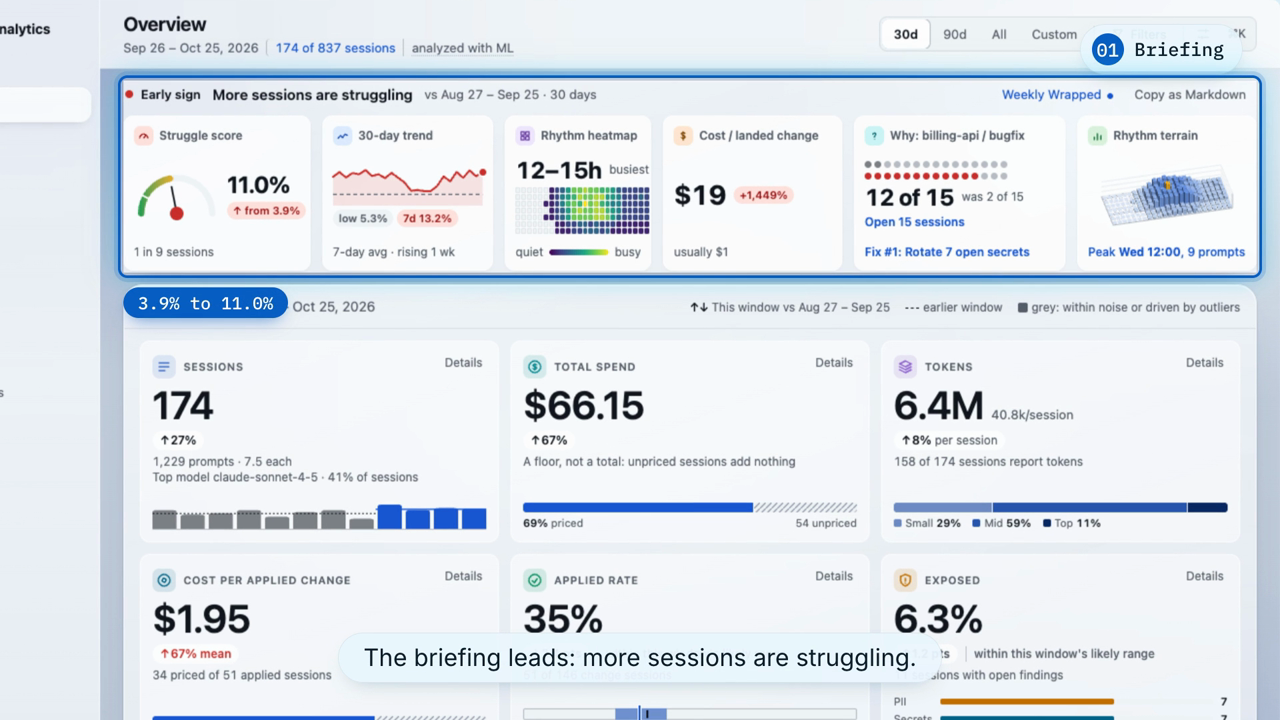 nalytics
Overview
Sep 26 – Oct 25, 2026 174 of 837 sessions analyzed with ML
30d 90d All Custom
01 Briefing
Early sign More sessions are struggling vs Aug 27 – Sep 25 · 30 days
Weekly Wrapped Copy as Markdown
Struggle score
11.0%
↑ from 3.9%
1 in 9 sessions
30-day trend
low 5.3% 7d 13.2%
7-day avg · rising 1 wk
Rhythm heatmap
12–15h busiest
quiet busy
Cost / landed change
$19 +1,449%
usually $1
? Why: billing-api / bugfix
12 of 15 was 2 of 15
Open 15 sessions
Fix #1: Rotate 7 open secrets
Rhythm terrain
Peak Wed 12:00, 9 prompts
3.9% to 11.0% Oct 25, 2026
↑↓ This window vs Aug 27 – Sep 25 --- earlier window grey: within noise or driven by outliers
SESSIONS Details
174
↑27%
1,229 prompts · 7.5 each
Top model claude-sonnet-4-5 · 41% of sessions
TOTAL SPEND Details
$66.15
↑67%
A floor, not a total: unpriced sessions add nothing
69% priced 54 unpriced
TOKENS Details
6.4M 40.8k/session
↑8% per session
158 of 174 sessions report tokens
Small 29% Mid 59% Top 11%
COST PER APPLIED CHANGE Details
$1.95
↑67% mean
34 priced of 51 applied sessions
APPLIED RATE Details
35%
EXPOSED Details
6.3%
within this window's likely range
sessions with open findings
PII 7
Secrets 7
The briefing leads: more sessions are struggling.